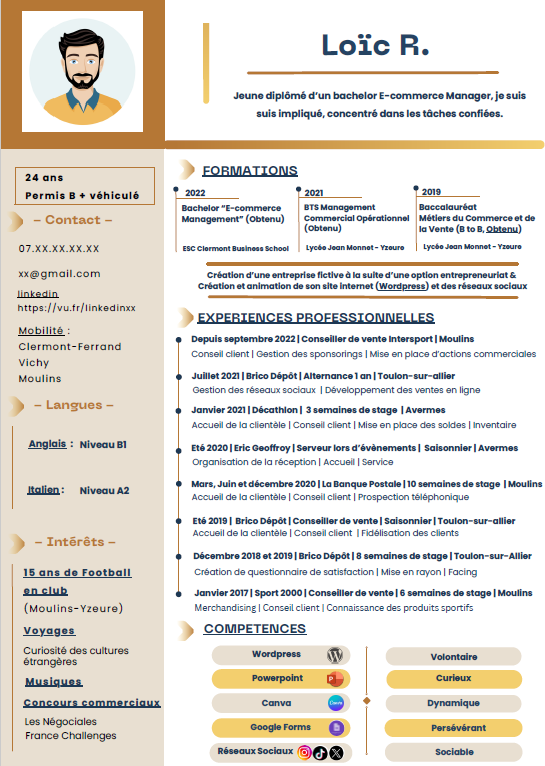 Loïc R.
Jeune diplômé d'un bachelor E-commerce Manager, je suis
suis impliqué, concentré dans les tâches confiées.
24 ans
Permis B + véhiculé
– Contact –
07.XX.XX.XX.XX
xx@gmail.com
linkedin
https://vu.fr/linkedinxx
Mobilité :
Clermont-Ferrand
Vichy
Moulins
– Langues –
Anglais : Niveau B1
Italien : Niveau A2
– Intérêts –
15 ans de Football
en club
(Moulins-Yzeure)
Voyages
Curiosité des cultures
étrangères
Musiques
Concours commerciaux
Les Négociales
France Challenges
FORMATIONS
2022
Bachelor "E-commerce
Management" (Obtenu)
ESC Clermont Business School
2021
BTS Management
Commercial Opérationnel
(Obtenu)
Lycée Jean Monnet - Yzeure
2019
Baccalauréat
Métiers du Commerce et de
la Vente (B to B, Obtenu)
Lycée Jean Monnet - Yzeure
Création d'une entreprise fictive à la suite d'une option entrepreneuriat &
Création et animation de son site internet (Wordpress) et des réseaux sociaux
EXPERIENCES PROFESSIONNELLES
Depuis septembre 2022 | Conseiller de vente Intersport | Moulins
Conseil client | Gestion des sponsorings | Mise en place d'actions commerciales
Juillet 2021 | Brico Dépôt | Alternance 1 an | Toulon-sur-allier
Gestion des réseaux sociaux | Développement des ventes en ligne
Janvier 2021 | Décathlon | 3 semaines de stage | Avermes
Accueil de la clientèle | Conseil client | Mise en place des soldes | Inventaire
Eté 2020 | Eric Geoffroy | Serveur lors d'évènements | Saisonnier | Avermes
Organisation de la réception | Accueil | Service
Mars, Juin et décembre 2020 | La Banque Postale | 10 semaines de stage | Moulins
Accueil de la clientèle | Conseil client | Prospection téléphonique
Eté 2019 | Brico Dépôt | Conseiller de vente | Saisonnier | Toulon-sur-allier
Accueil de la clientèle | Conseil client | Fidélisation des clients
Décembre 2018 et 2019 | Brico Dépôt | 8 semaines de stage | Toulon-sur-Allier
Création de questionnaire de satisfaction | Mise en rayon | Facing
Janvier 2017 | Sport 2000 | Conseiller de vente | 6 semaines de stage | Moulins
Merchandising | Conseil client | Connaissance des produits sportifs
COMPETENCES
Wordpress
Powerpoint
Canva
Google Forms
Réseaux Sociaux
Volontaire
Curieux
Dynamique
Persévérant
Sociable